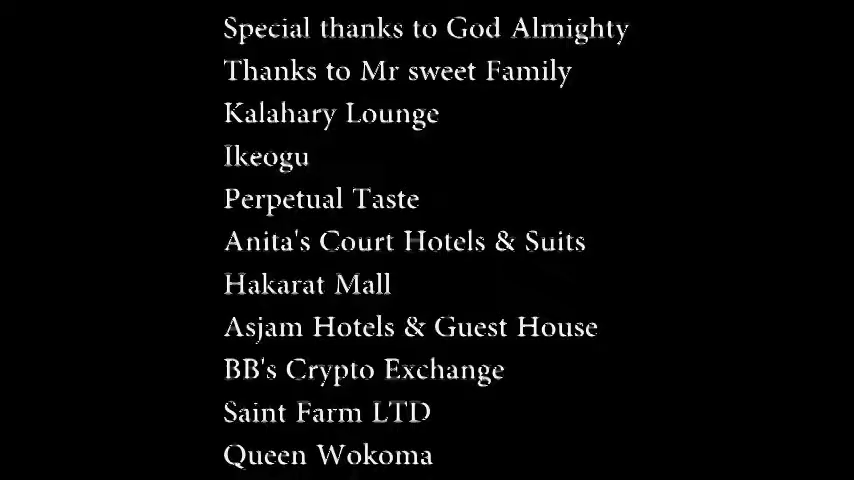 Special thanks to God Almighty
Thanks to Mr sweet Family
Kalahary Lounge
Ikeogu
Perpetual Taste
Anita's Court Hotels & Suits
Hakarat Mall
Asjam Hotels & Guest House
BB's Crypto Exchange
Saint Farm LTD
Queen Wokoma